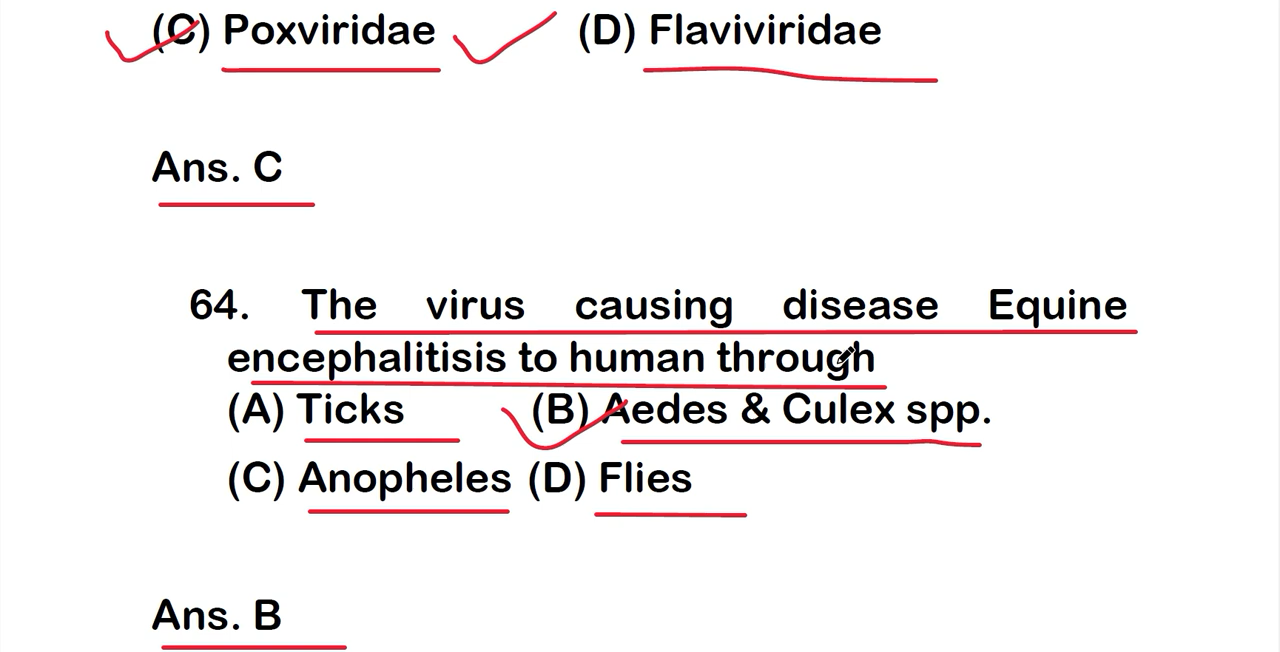 (C) Poxviridae (D) Flaviviridae
Ans. C
64. The virus causing disease Equine
encephalitisis to human through
(A) Ticks (B) Aedes & Culex spp.
(C) Anopheles (D) Flies
Ans. B